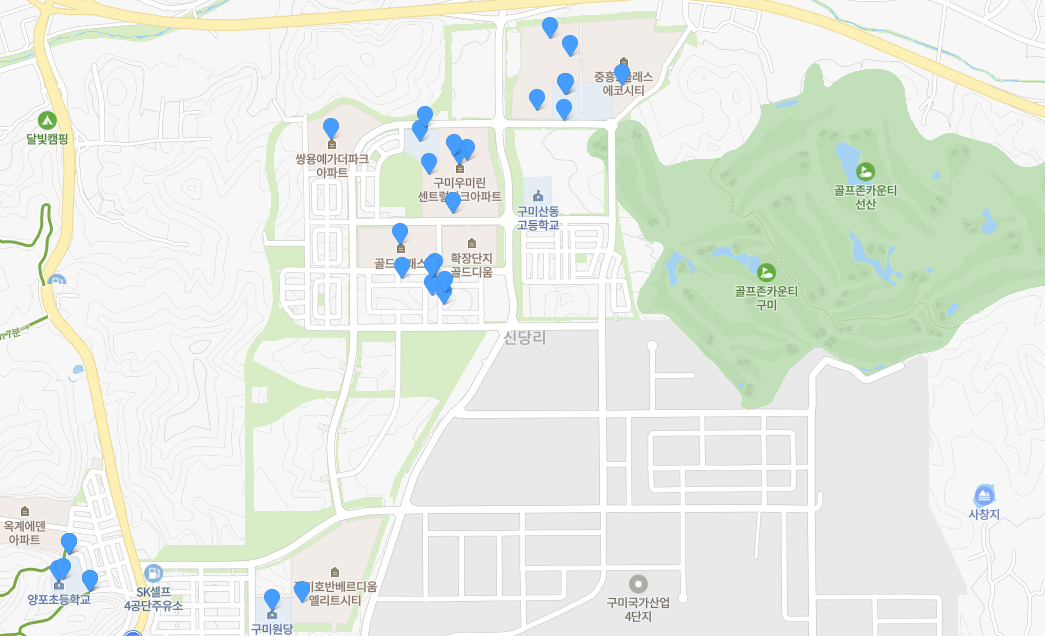 달빛캠핑
쌍용예가더파크
아파트
중흥
래스
에코시티
구미우미린
센트럴
크아파트
구미산동
고등학교
골드
래스
확장단지
골드디움
골프존카운티
선산
골프존카운티
구미
신당리
사창지
옥계에덴
아파트
양포초등학교
SK셀프
4공단주유소
미호반베르디움
엘리트시티
구미원당
구미국가산업
4단지